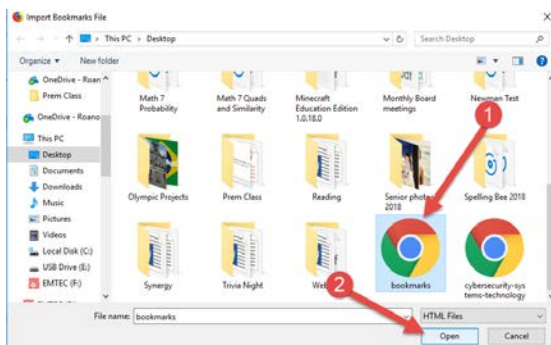 Import Bookmarks File
This PC > Desktop
Search Desktop
Organize
New folder
OneDrive - Roan
Prem Class
OneDrive - Roano
This PC
Desktop
Documents
Downloads
Music
Pictures
Videos
Local Disk (C:)
USB Drive (E:)
EMTEC (F:)
Math 7
Probability
Math 7 Quads
and Similarity
Minecraft
Education Edition
1.0.18.0
Monthly Board
meetings
Newman Test
1
Olympic Projects
Prem Class
Reading
Senior photos
2018
Spelling Bee 2018
Synergy
Trivia Night
bookmarks
cybersecurity-sys
tems-technology
2
File name:
bookmarks
HTML Files
Open
Cancel